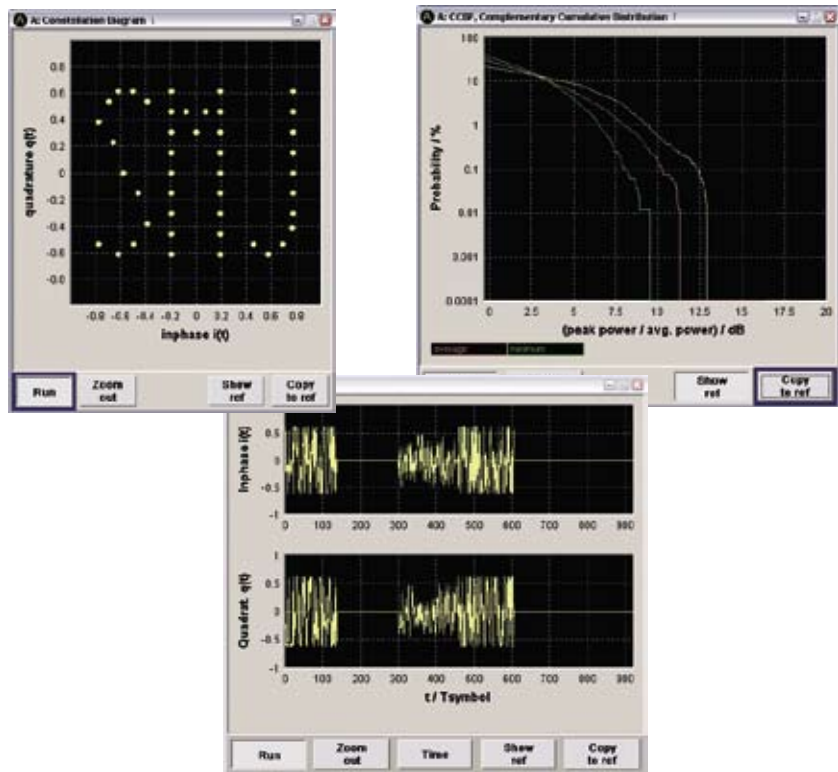 A: Constellation Diagram
0.8
0.6
0.4
0.2
0
-0.2
-0.4
-0.6
-0.8
quadrature q(t)
-0.8 -0.6 -0.4 -0.2 0 0.2 0.4 0.6 0.8
inphase i(t)
Run
Zoom out
Show ref
Copy to ref
A: CCDF, Complementary Cumulative Distribution
100
10
1
0.1
0.01
0.001
0.0001
Probability / %
0 2.5 5 7.5 10 12.5 15 17.5 20
(peak power / avg. power) / dB
average
Show ref
Copy to ref
0.5
0
-0.5
-1
Inphase i(t)
0 100 200 300 400 500 600 700 800 900
1
0.5
0
-0.5
-1
Quadrat. q(t)
0 100 200 300 400 500 600 700 800 900
t / Tsymbol
Run
Zoom out
Time
Show ref
Copy to ref